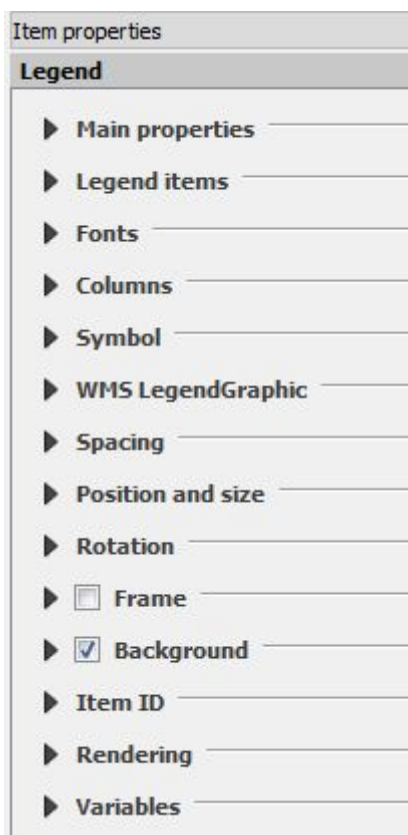 Item properties
Legend
Main properties
Legend items
Fonts
Columns
Symbol
WMS LegendGraphic
Spacing
Position and size
Rotation
Frame
Background
Item ID
Rendering
Variables